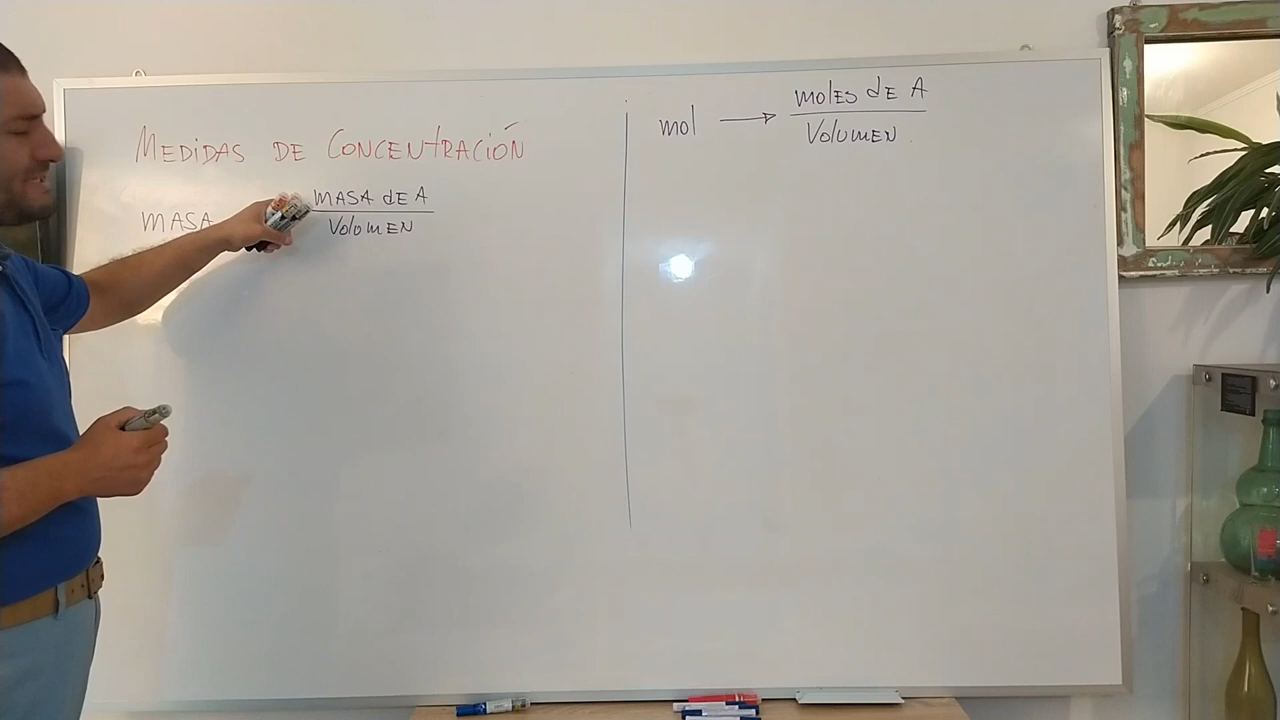 MEDIDAS DE CONCENTRACIÓN
MASA
MASA dE A
VolumEN
mol → molES dE A
VolumEN